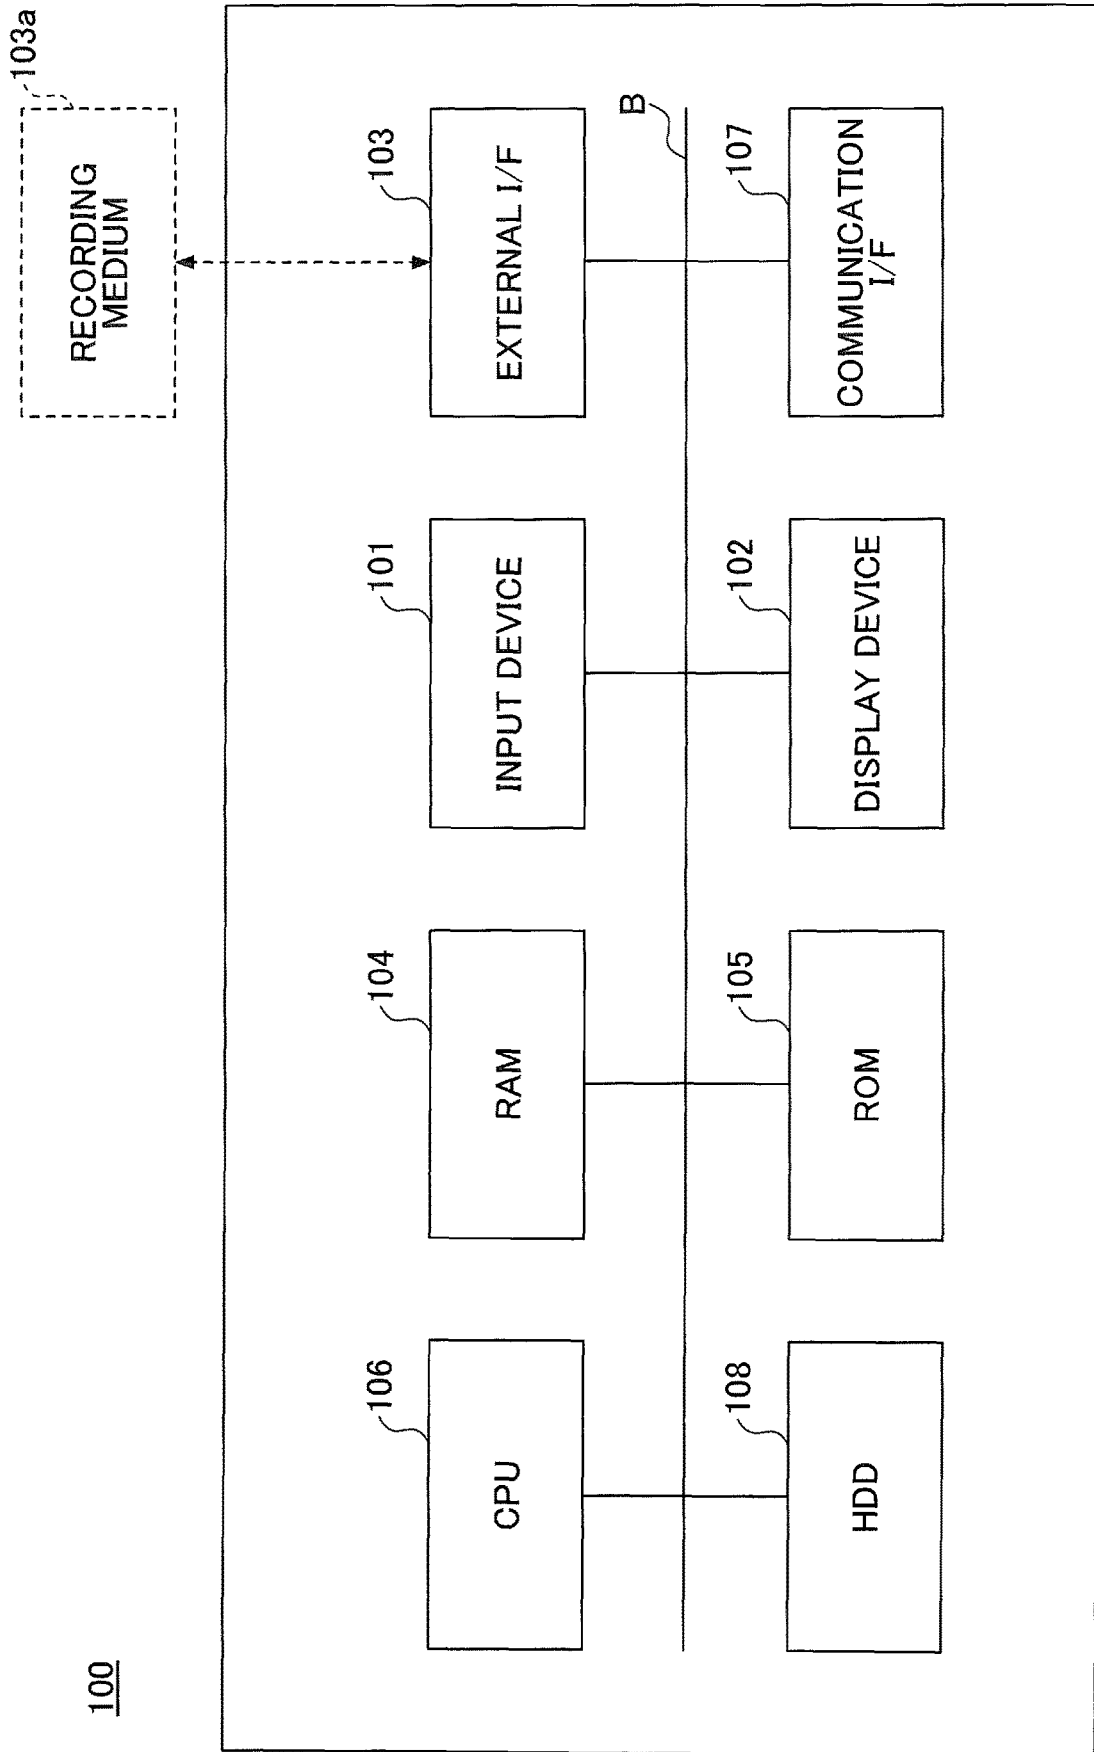 100
RECORDING
MEDIUM
103a
106
CPU
104
RAM
101
INPUT DEVICE
103
EXTERNAL I/F
B
108
HDD
105
ROM
102
DISPLAY DEVICE
107
COMMUNICATION
I/F